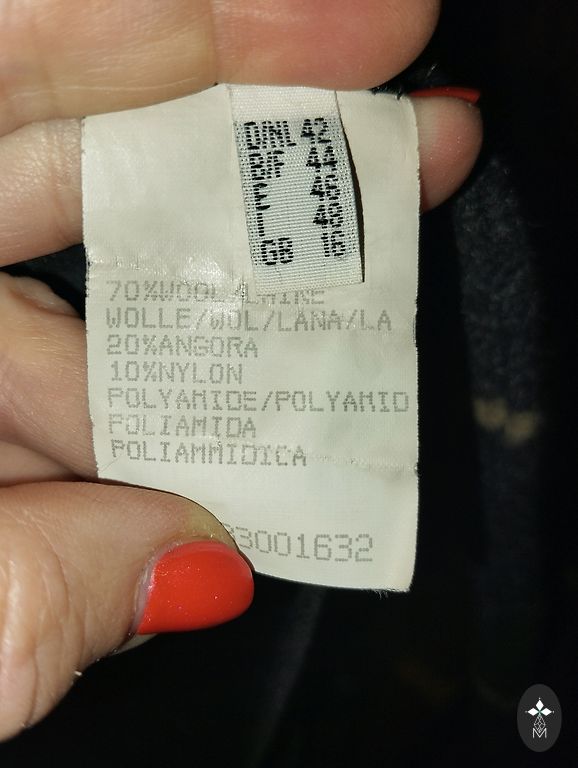 D/NL 42
B/F 44
E 46
I 48
GB 16
70%WOOL/LAINE
WOLLE/WOL/LANA/LA
20%ANGORA
10%NYLON
POLYAMIDE/POLYAMID
POLIAMIDA
POLIAMMIDICA
3001632
M